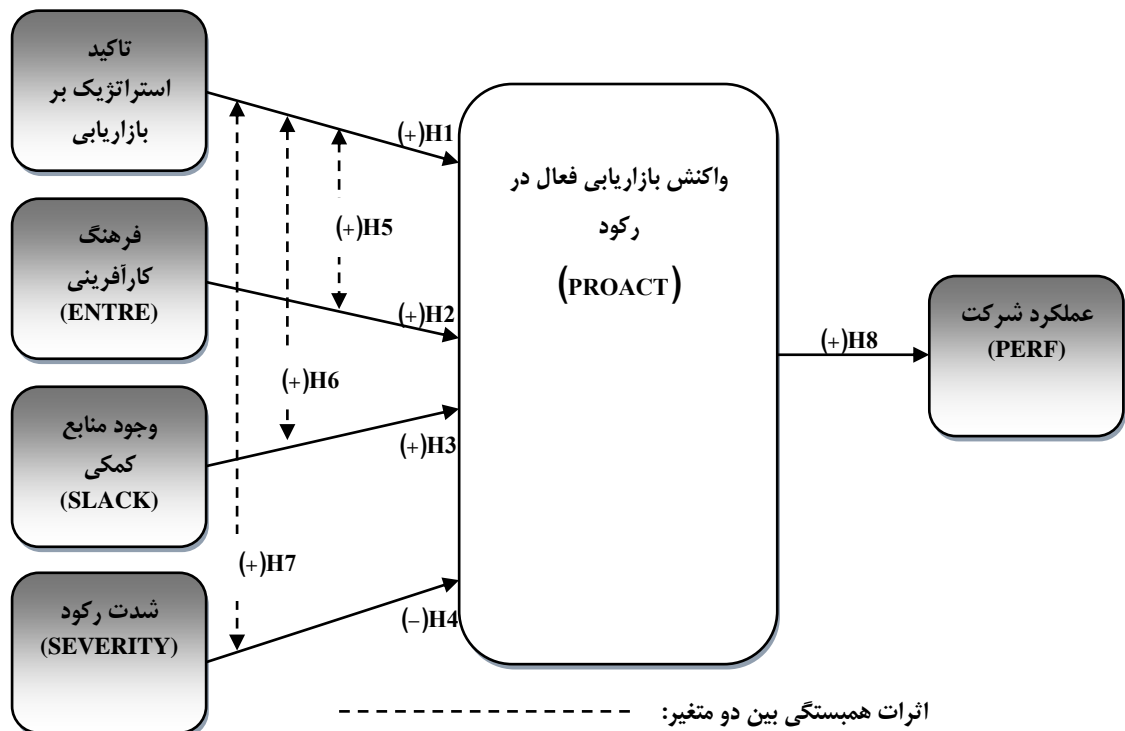 تاکید
استراتژیک بر
بازاریابی
(+)H1
واکنش بازاریابی فعال در
رکود
(PROACT)
فرهنگ
کارآفرینی
(ENTRE)
(+)H5
(+)H2
عملکرد شرکت
(PERF)
(+)H8
(+)H6
وجود منابع
کمکی
(SLACK)
(+)H3
(+)H7
شدت رکود
(SEVERITY)
(–)H4
اثرات همبستگی بین دو متغیر: